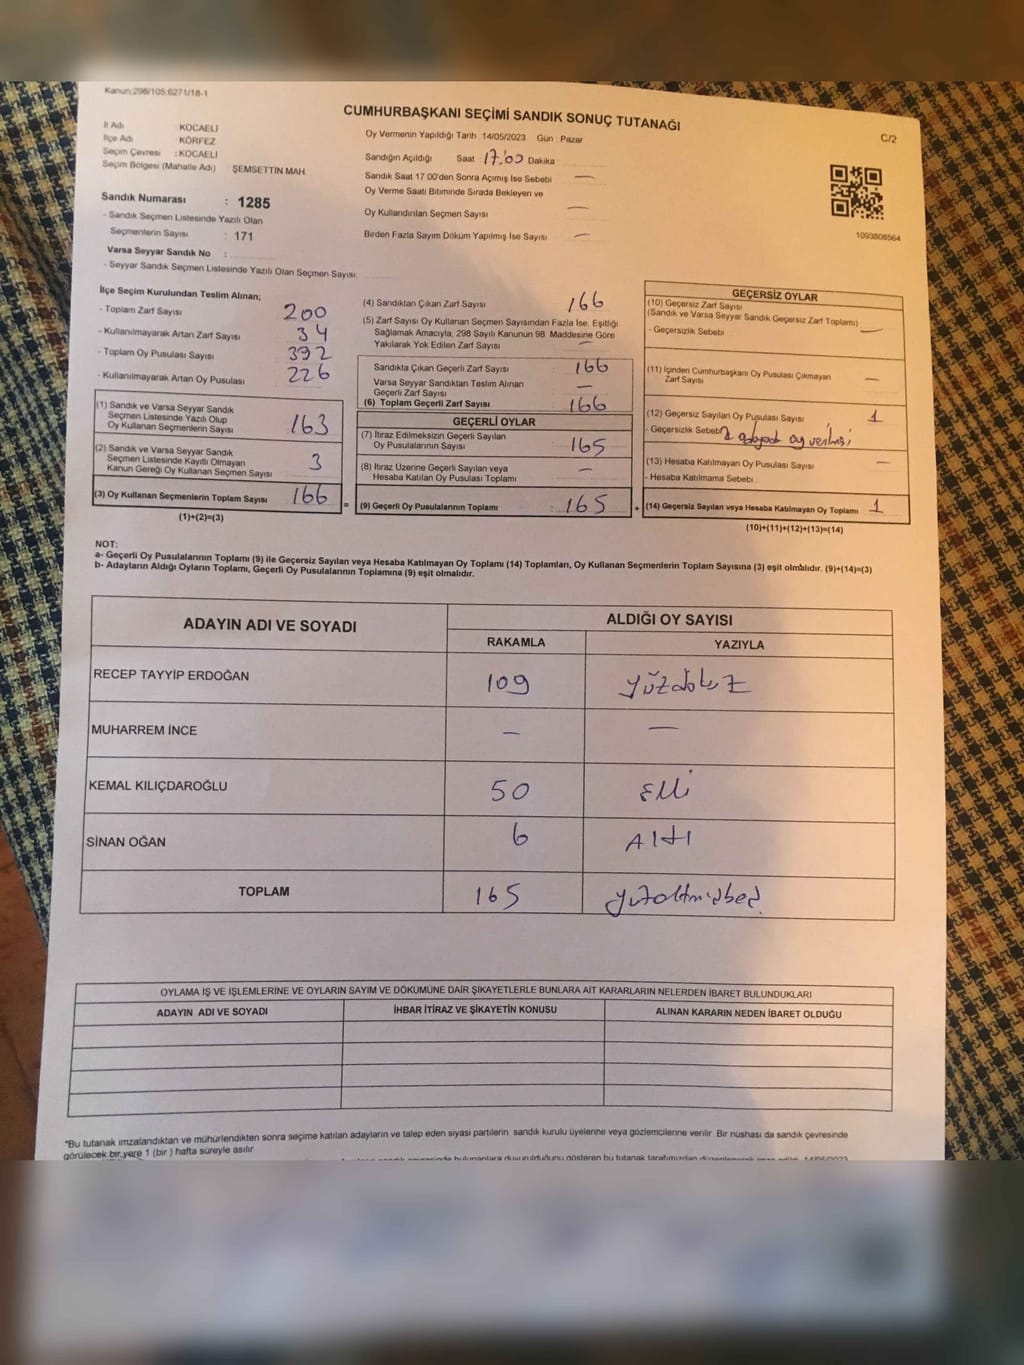 Kanun,298/105;6271/18-1
CUMHURBAŞKANI SEÇİMİ SANDIK SONUÇ TUTANAĞI
C/2
İl Adı : KOCAELİ
İlçe Adı : KÖRFEZ
Seçim Çevresi : KOCAELİ
Seçim Bölgesi (Mahalle Adı) ŞEMSETTİN MAH.
Sandık Numarası : 1285
- Sandık Seçmen Listesinde Yazılı Olan
Seçmenlerin Sayısı : 171
Varsa Seyyar Sandık No :
- Seyyar Sandık Seçmen Listesinde Yazılı Olan Seçmen Sayısı:
Oy Vermenin Yapıldığı Tarih 14/05/2023 Gün : Pazar
Sandığın Açıldığı Saat 17:00 Dakika
Sandık Saat 17.00'den Sonra Açımış İse Sebebi —
Oy Verme Saati Bitiminde Sırada Bekleyen ve
Oy Kullandırılan Seçmen Sayısı —
Birden Fazla Sayım Döküm Yapılmış İse Sayısı —
1093808564
İlçe Seçim Kurulundan Teslim Alınan;
- Toplam Zarf Sayısı 200
- Kullanılmayarak Artan Zarf Sayısı 34
- Toplam Oy Pusulası Sayısı 392
- Kullanılmayarak Artan Oy Pusulası 226
(1) Sandık ve Varsa Seyyar Sandık
Seçmen Listesinde Yazılı Olup
Oy Kullanan Seçmenlerin Sayısı 163
(2) Sandık ve Varsa Seyyar Sandık
Seçmen Listesinde Kayıtlı Olmayan
Kanun Gereği Oy Kullanan Seçmen Sayısı 3
(3) Oy Kullanan Seçmenlerin Toplam Sayısı 166 =
(1)+(2)=(3)
(4) Sandıktan Çıkan Zarf Sayısı 166
(5) Zarf Sayısı Oy Kullanan Seçmen Sayısından Fazla İse, Eşitliği
Sağlamak Amacıyla, 298 Sayılı Kanunun 98. Maddesine Göre
Yakılarak Yok Edilen Zarf Sayısı —
Sandıkta Çıkan Geçerli Zarf Sayısı 166
Varsa Seyyar Sandıktan Teslim Alınan
Geçerli Zarf Sayısı —
(6) Toplam Geçerli Zarf Sayısı 166
GEÇERLİ OYLAR
(7) İtiraz Edilmeksizin Geçerli Sayılan
Oy Pusulalarının Sayısı 165
(8) İtiraz Üzerine Geçerli Sayılan veya
Hesaba Katılan Oy Pusulası Toplamı —
(9) Geçerli Oy Pusulalarının Toplamı : 165 +
GEÇERSİZ OYLAR
(10) Geçersiz Zarf Sayısı
(Sandık ve Varsa Seyyar Sandık Geçersiz Zarf Toplamı) —
- Geçersizlik Sebebi
(11) İçinden Cumhurbaşkanı Oy Pusulası Çıkmayan
Zarf Sayısı —
(12) Geçersiz Sayılan Oy Pusulası Sayısı 1
- Geçersizlik Sebebi 2 adaya oy verilmiş
(13) Hesaba Katılmayan Oy Pusulası Sayısı —
- Hesaba Katılmama Sebebi
(14) Geçersiz Sayılan veya Hesaba Katılmayan Oy Toplamı 1
(10)+(11)+(12)+(13)=(14)
NOT:
a- Geçerli Oy Pusulalarının Toplamı (9) ile Geçersiz Sayılan veya Hesaba Katılmayan Oy Toplamı (14) Toplamları, Oy Kullanan Seçmenlerin Toplam Sayısına (3) eşit olmalıdır. (9)+(14)=(3)
b- Adayların Aldığı Oyların Toplamı, Geçerli Oy Pusulalarının Toplamına (9) eşit olmalıdır.
ADAYIN ADI VE SOYADI
ALDIĞI OY SAYISI
RAKAMLA YAZIYLA
RECEP TAYYİP ERDOĞAN 109 yüzdokuz
MUHARREM İNCE — —
KEMAL KILIÇDAROĞLU 50 Elli
SİNAN OĞAN 6 Altı
TOPLAM 165 yüzaltmışbeş
OYLAMA İŞ VE İŞLEMLERİNE VE OYLARIN SAYIM VE DÖKÜMÜNE DAİR ŞİKAYETLERLE BUNLARA AİT KARARLARIN NELERDEN İBARET BULUNDUKLARI
ADAYIN ADI VE SOYADI İHBAR İTİRAZ VE ŞİKAYETİN KONUSU ALINAN KARARIN NEDEN İBARET OLDUĞU
*Bu tutanak imzalandıktan ve mühürlendikten sonra seçime katılan adayların ve talep eden siyasi partilerin sandık kurulu üyelerine veya gözlemcilerine verilir. Bir nüshası da sandık çevresinde
görülecek bir yere 1 (bir ) hafta süreyle asılır